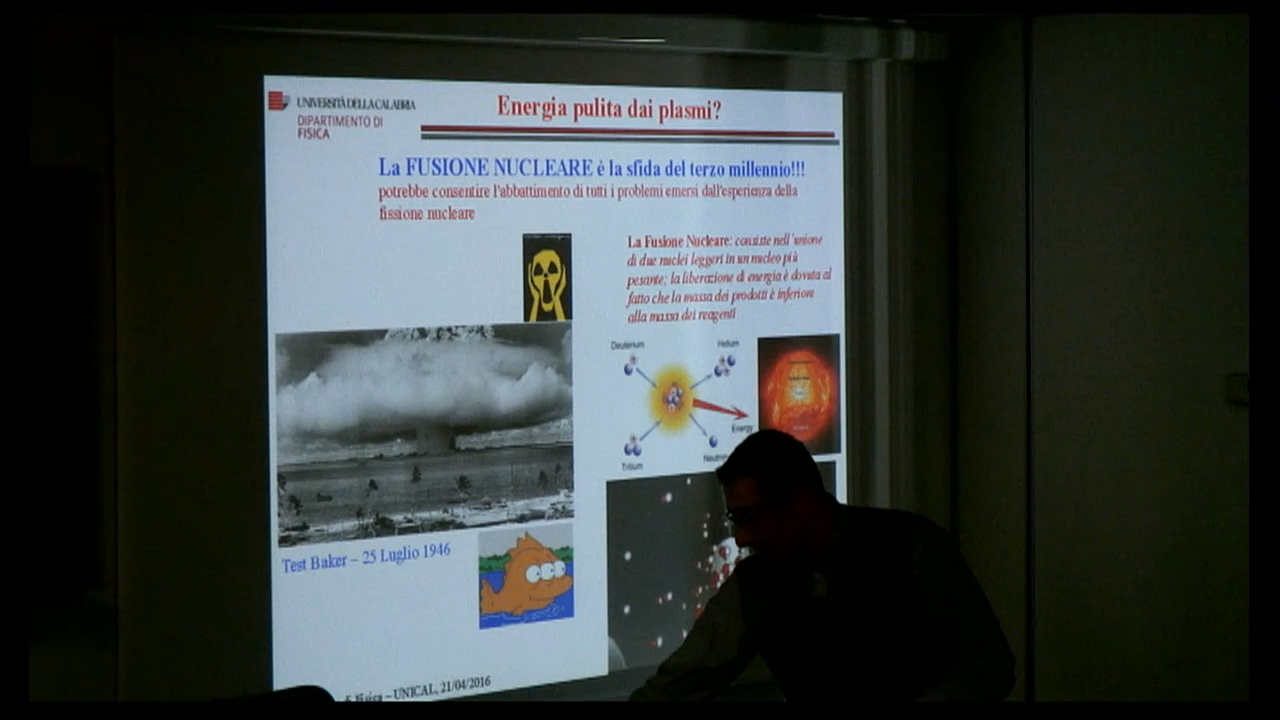 UNIVERSITÀ DELLA CALABRIA
DIPARTIMENTO DI
FISICA
Energia pulita dai plasmi?
La FUSIONE NUCLEARE è la sfida del terzo millennio!!!
potrebbe consentire l'abbattimento di tutti i problemi emersi dall'esperienza della
fissione nucleare
La Fusione Nucleare: consiste nell'unione
di due nuclei leggeri in un nucleo più
pesante; la liberazione di energia è dovuta al
fatto che la massa dei prodotti è inferiore
alla massa dei reagenti
Deuterium
Helium
Energy
Tritium
Neutron
Test Baker – 25 Luglio 1946
Fisica – UNICAL, 21/04/2016